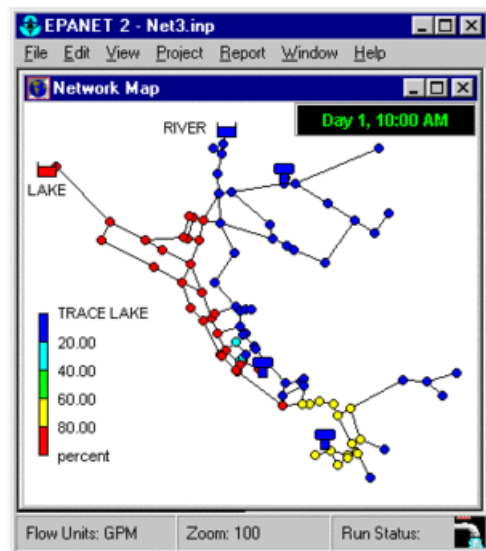 EPANET 2 - Net3.inp
File Edit View Project Report Window Help
Network Map
Day 1, 10:00 AM
RIVER
LAKE
TRACE LAKE
20.00
40.00
60.00
80.00
percent
Flow Units: GPM Zoom: 100 Run Status: